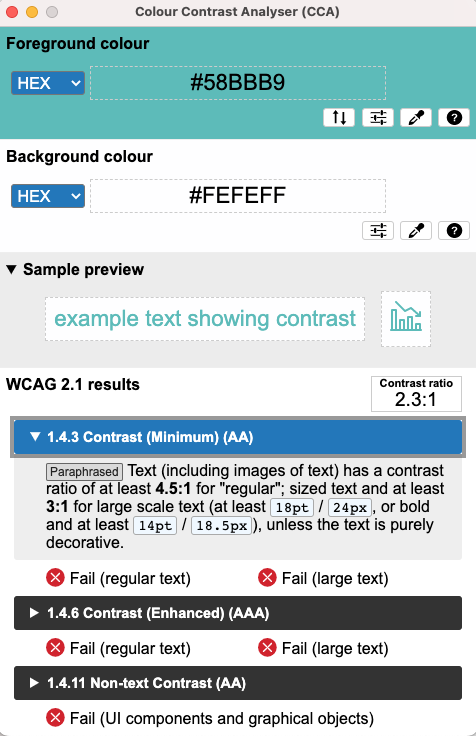 Colour Contrast Analyser (CCA)
Foreground colour
HEX
#58BBB9
Background colour
HEX
#FEFEFF
Sample preview
example text showing contrast
WCAG 2.1 results
Contrast ratio
2.3:1
1.4.3 Contrast (Minimum) (AA)
Paraphrased Text (including images of text) has a contrast
ratio of at least 4.5:1 for "regular"; sized text and at least
3:1 for large scale text (at least 18pt / 24px, or bold
and at least 14pt / 18.5px), unless the text is purely
decorative.
Fail (regular text) Fail (large text)
1.4.6 Contrast (Enhanced) (AAA)
Fail (regular text) Fail (large text)
1.4.11 Non-text Contrast (AA)
Fail (UI components and graphical objects)